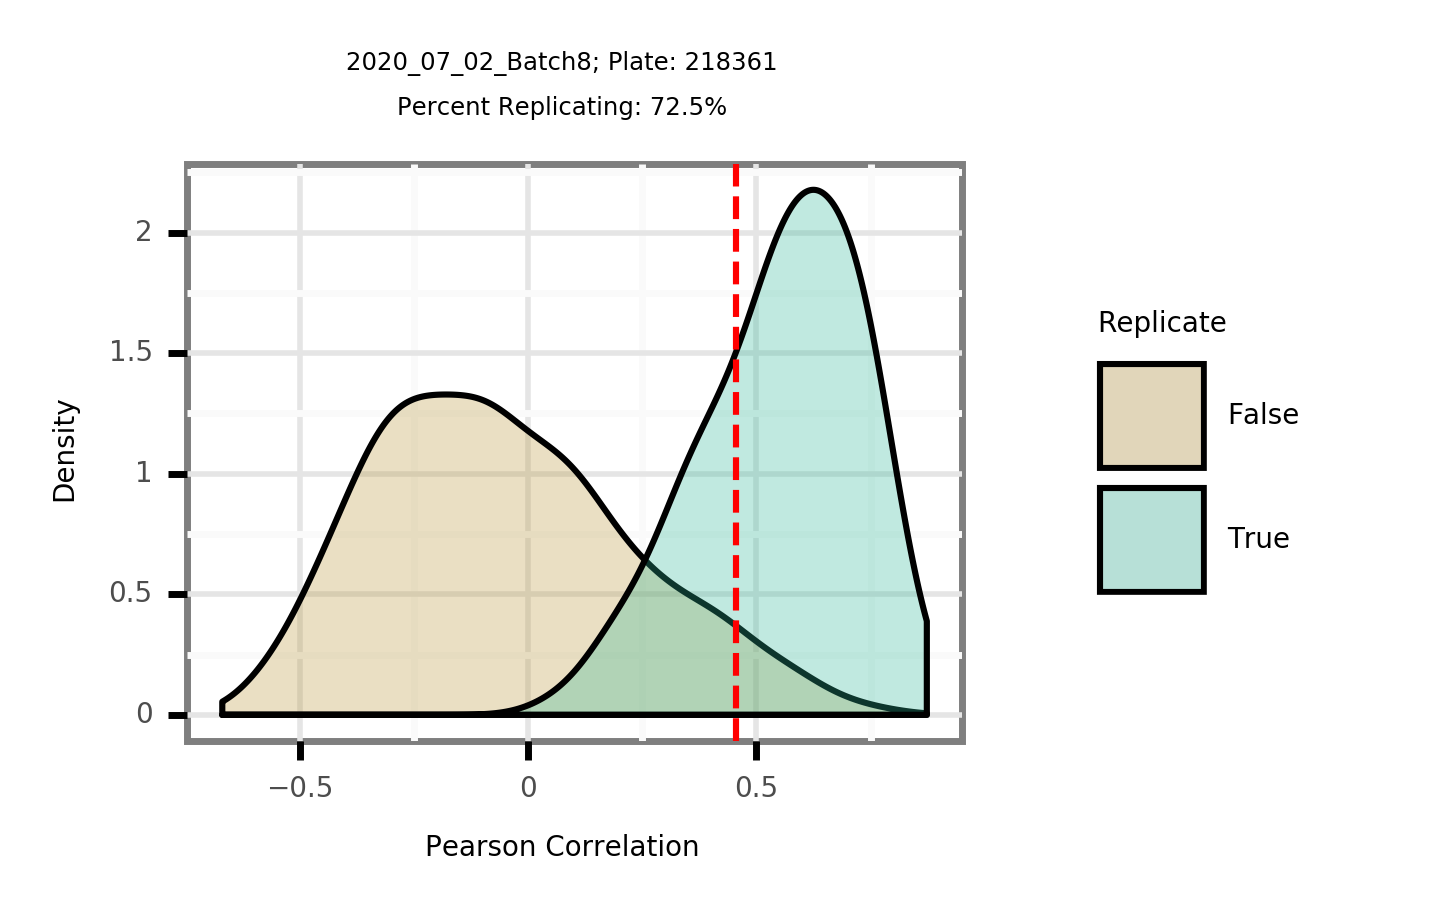 2020_07_02_Batch8; Plate: 218361
Percent Replicating: 72.5%
2
1.5
1
0.5
0
Density
−0.5 0 0.5
Pearson Correlation
Replicate
False
True